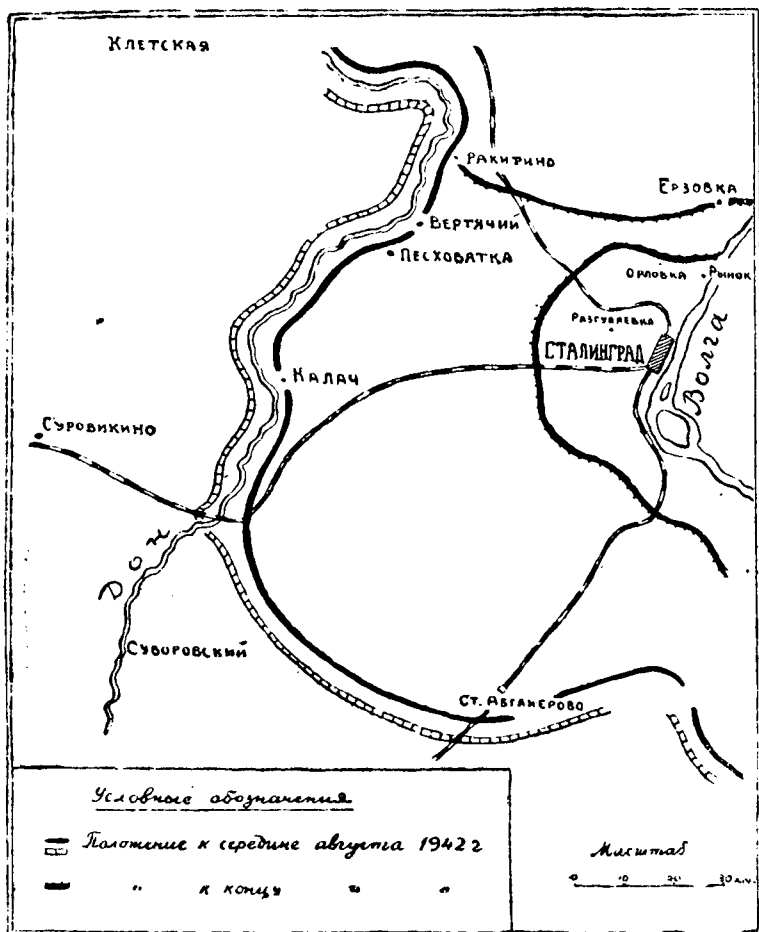 Клетская
Ракитино
Ерзовка
Вертячий
Песковатка
Орловка
Рынок
Разгуляевка
СТАЛИНГРАД
Волга
Калач
Суровикино
Дон
Суворовский
Ст. Абганерово
Условные обозначения
Положение к середине августа 1942 г
" к концу " "
Масштаб
0 10 20 30 км.